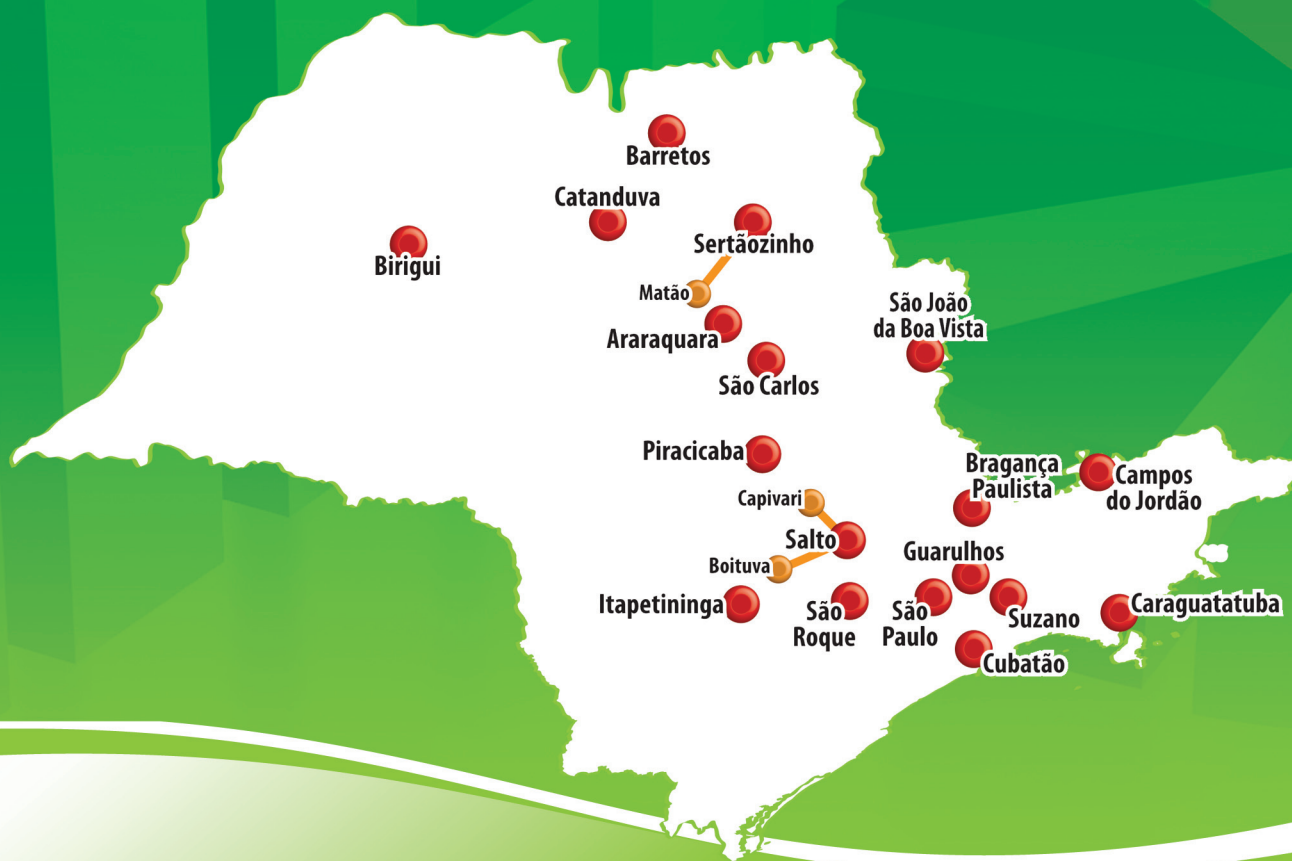 Barretos
Catanduva
Sertãozinho
Birigui
Matão
São João
da Boa Vista
Araraquara
São Carlos
Piracicaba
Bragança
Paulista
Campos
do Jordão
Capivari
Salto
Guarulhos
Boituva
Itapetininga
São
Roque
São
Paulo
Suzano
Caraguatatuba
Cubatão